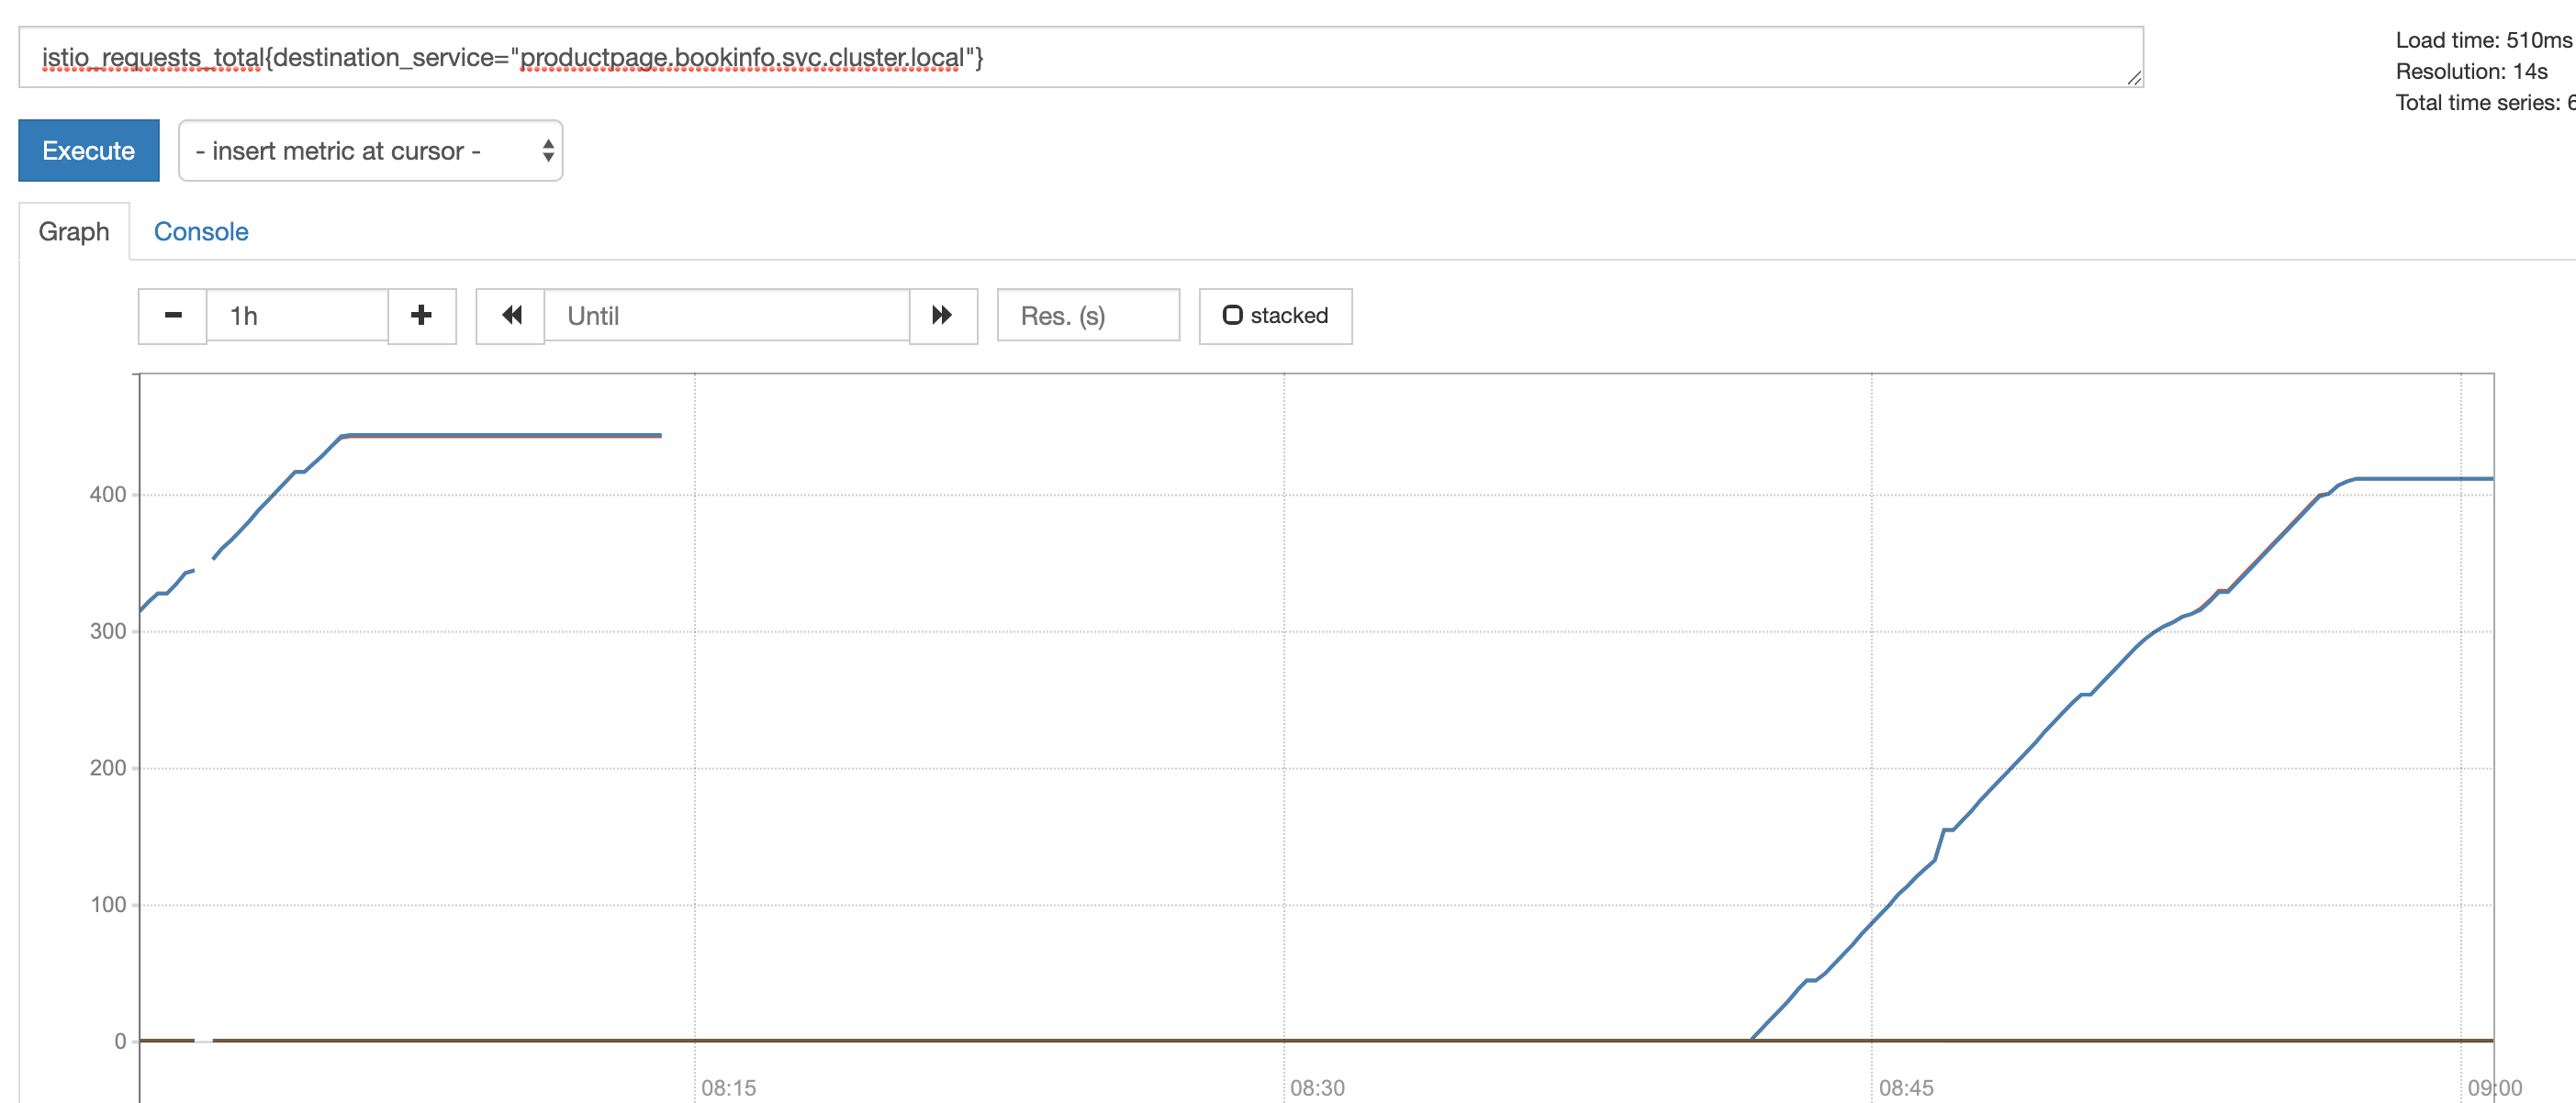 istio_requests_total{destination_service="productpage.bookinfo.svc.cluster.local"}
Load time: 510ms
Resolution: 14s
Total time series: 6
Execute
- insert metric at cursor -
Graph Console
1h Until Res. (s) stacked
400
300
200
100
0
08:15 08:30 08:45 09:00